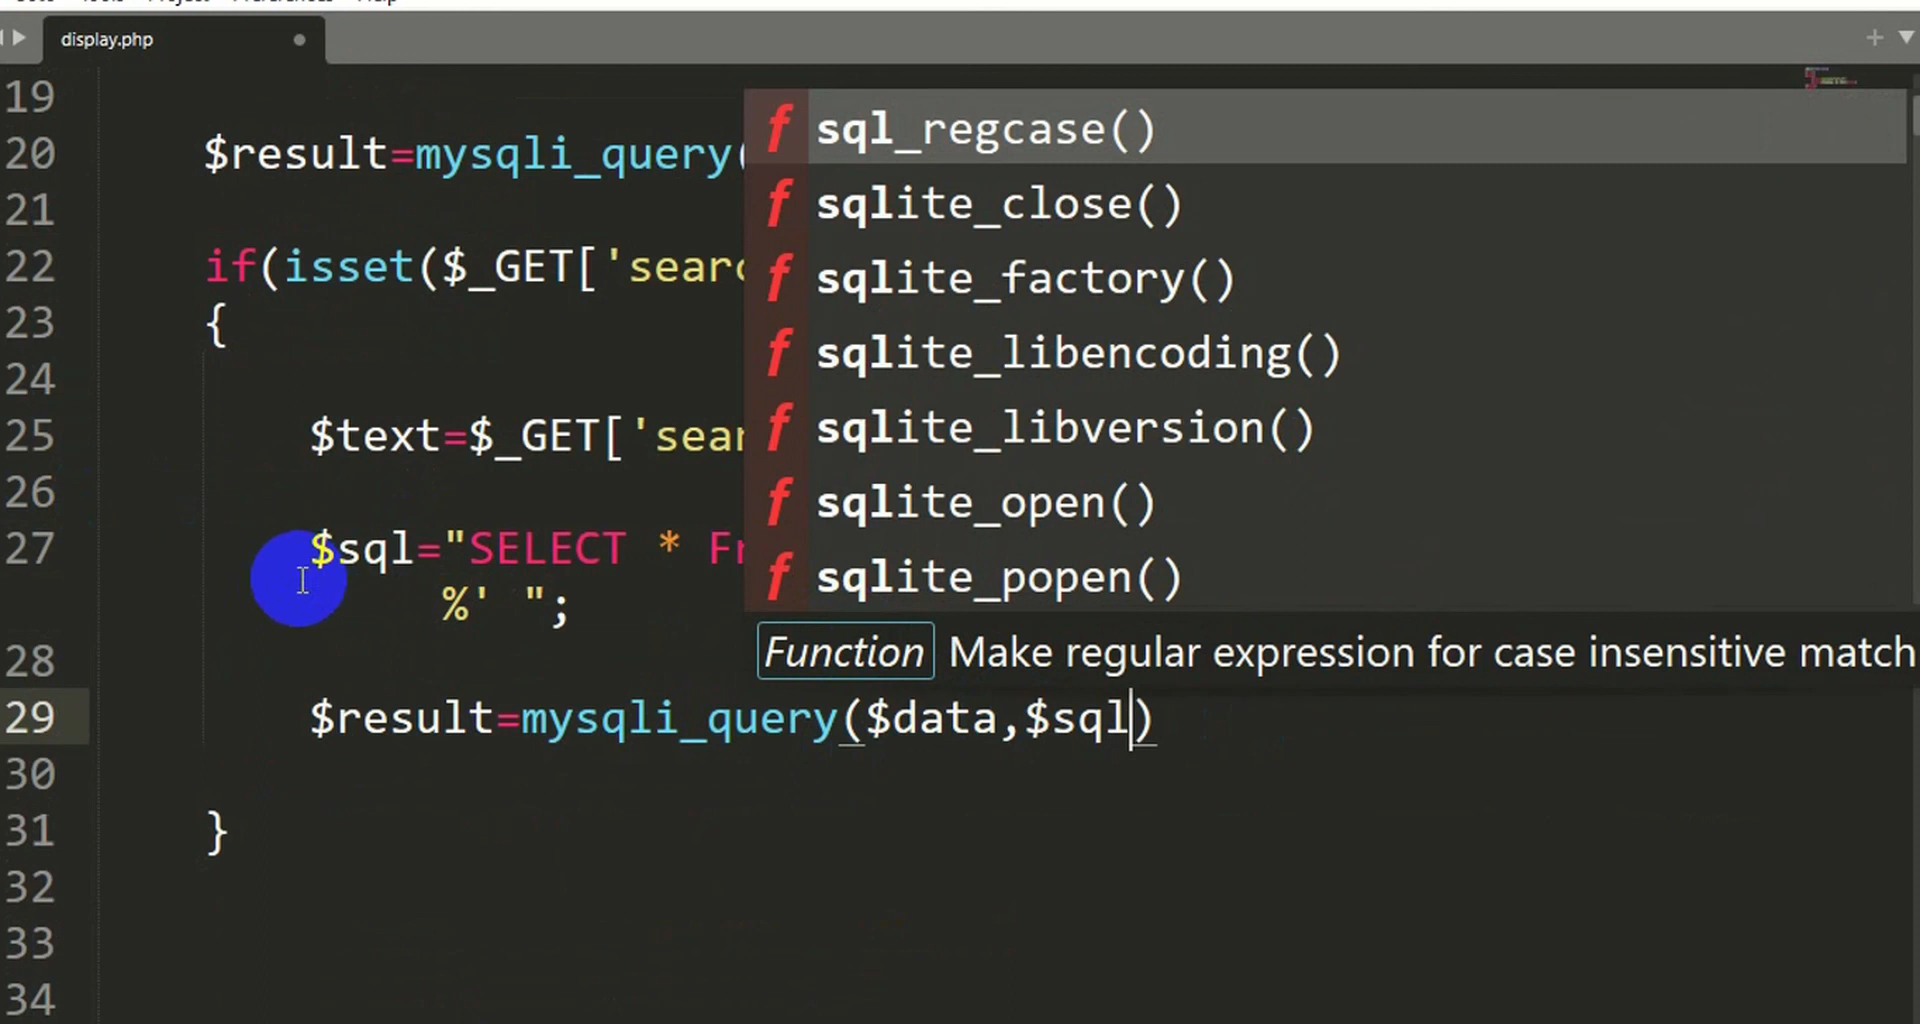 display.php
19
20 $result=mysqli_query(
21
22 if(isset($_GET['searc
23 {
24
25 $text=$_GET['sear
26
27 $sql="SELECT * Fr
%' ";
28
29 $result=mysqli_query($data,$sql)
30
31 }
32
33
34
f sql_regcase()
f sqlite_close()
f sqlite_factory()
f sqlite_libencoding()
f sqlite_libversion()
f sqlite_open()
f sqlite_popen()
Function Make regular expression for case insensitive match